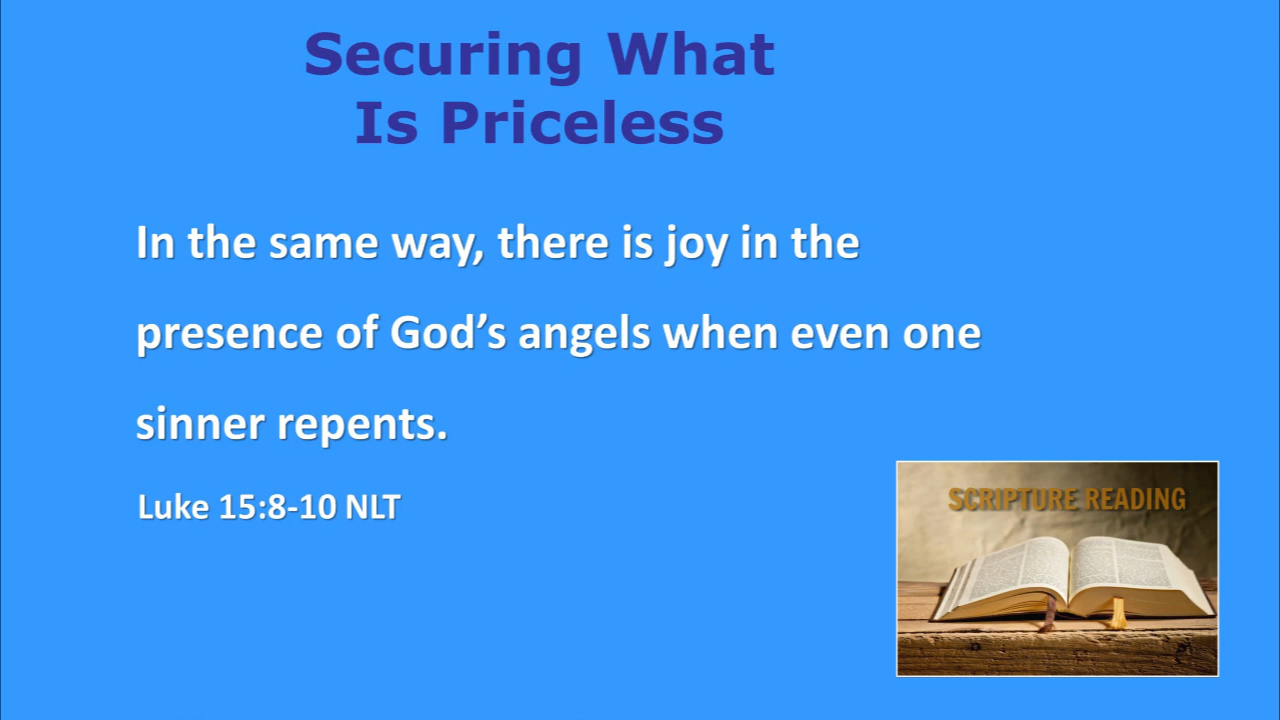 Securing What
Is Priceless
In the same way, there is joy in the
presence of God’s angels when even one
sinner repents.
Luke 15:8-10 NLT
SCRIPTURE READING